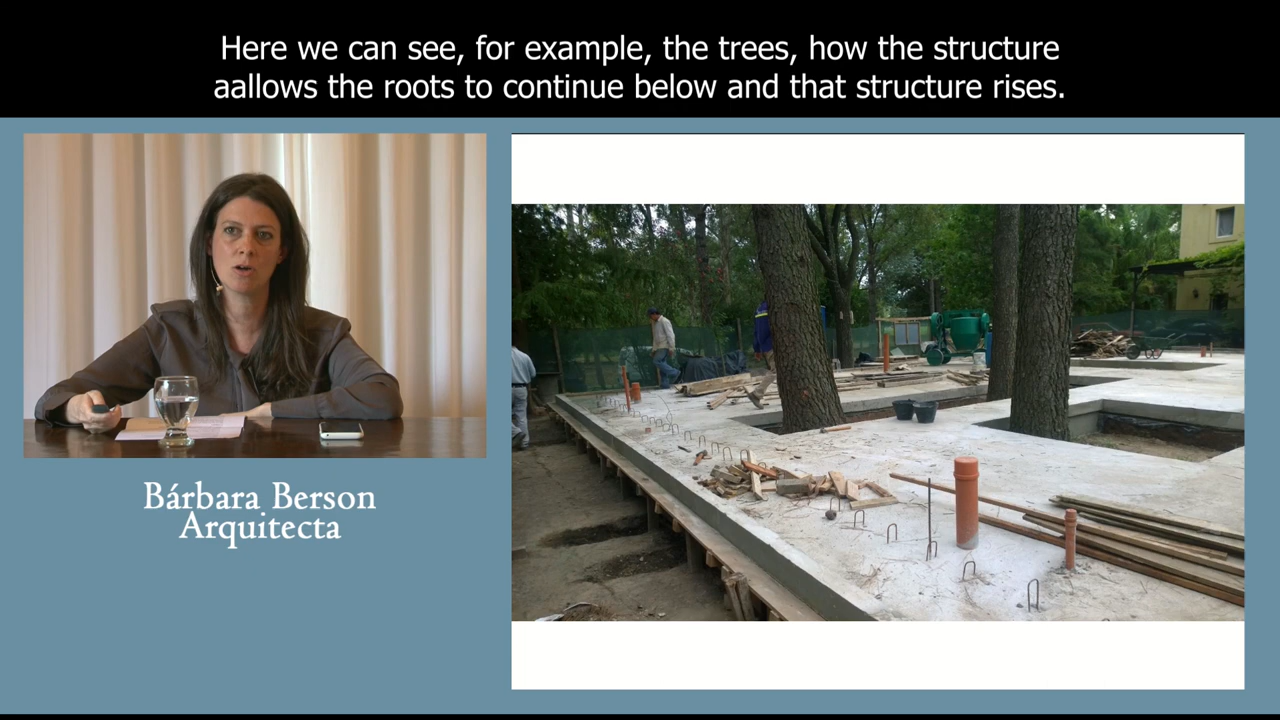 Here we can see, for example, the trees, how the structure
aallows the roots to continue below and that structure rises.
Bárbara Berson
Arquitecta